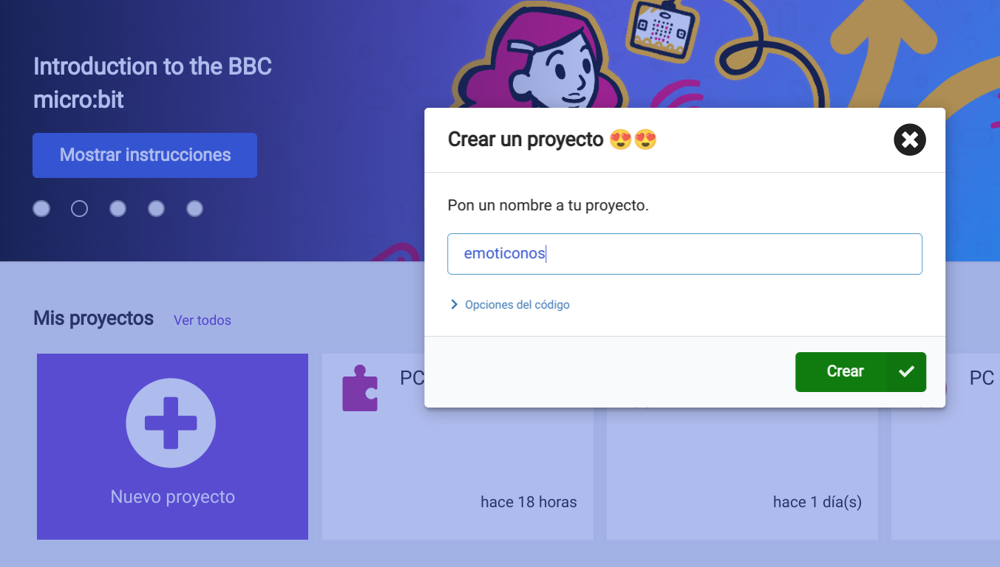 Introduction to the BBC
micro:bit
Mostrar instrucciones
Crear un proyecto 😍😍
Pon un nombre a tu proyecto.
emoticonos
Opciones del código
Crear
Mis proyectos Ver todos
Nuevo proyecto
PC
hace 18 horas
hace 1 día(s)
PC